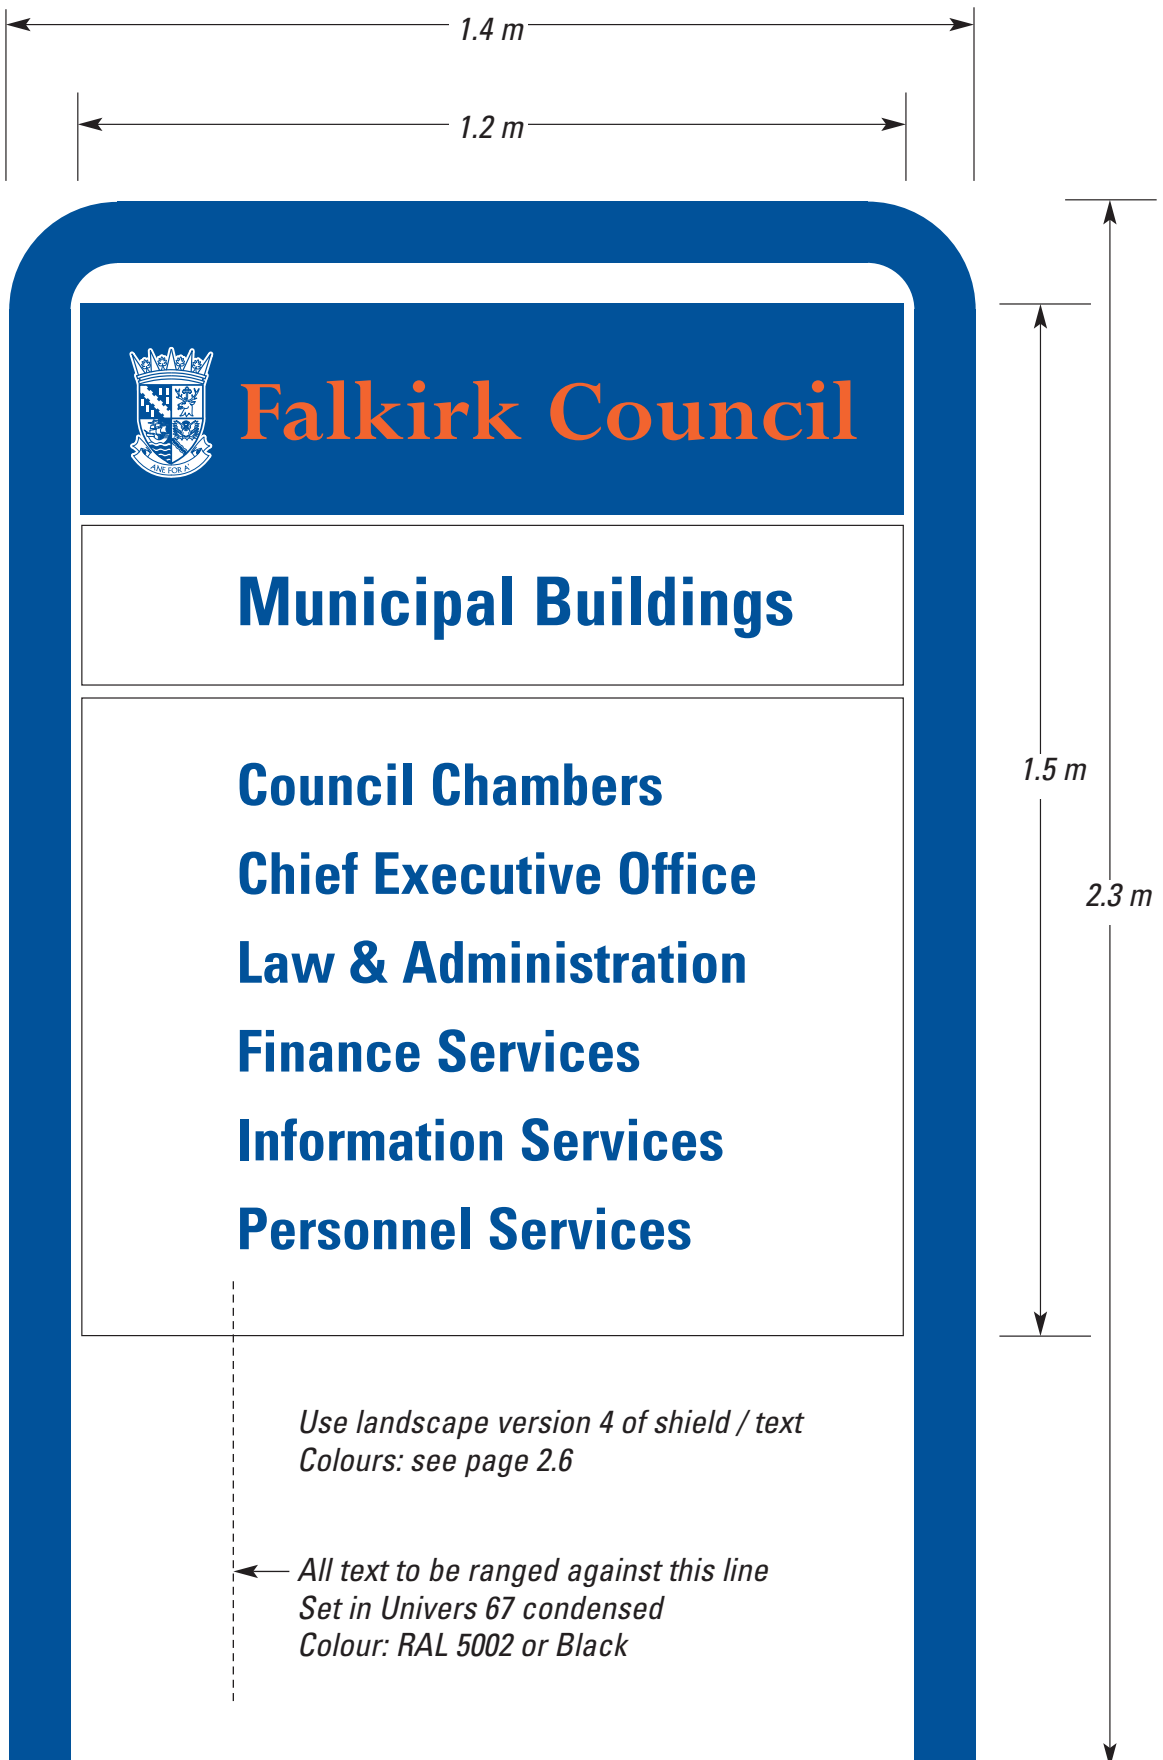 1.4 m
1.2 m
ANE FOR A'
Falkirk Council
Municipal Buildings
Council Chambers
1.5 m
Chief Executive Office
2.3 m
Law & Administration
Finance Services
Information Services
Personnel Services
Use landscape version 4 of shield / text
Colours: see page 2.6
All text to be ranged against this line
Set in Univers 67 condensed
Colour: RAL 5002 or Black